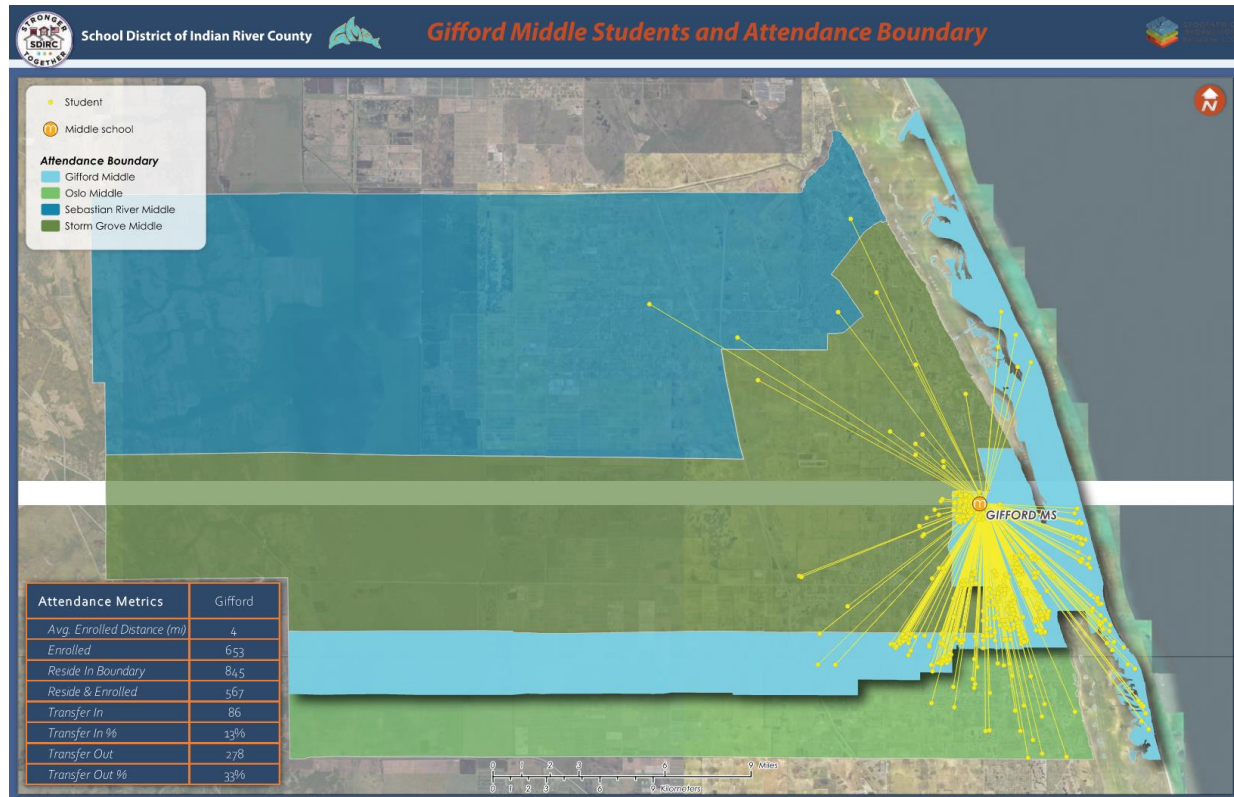 STRONGER
SDIRC
TOGETHER
School District of Indian River County
Gifford Middle Students and Attendance Boundary
Student
Middle school
Attendance Boundary
Gifford Middle
Oslo Middle
Sebastian River Middle
Storm Grove Middle
N
m
GIFFORD MS
Attendance Metrics Gifford
Avg. Enrolled Distance (mi) 4
Enrolled 653
Reside In Boundary 845
Reside & Enrolled 567
Transfer In 86
Transfer In % 13%
Transfer Out 278
Transfer Out % 33%
0 1 2 3 6 9 Miles
0 1 2 3 6 9 Kilometers